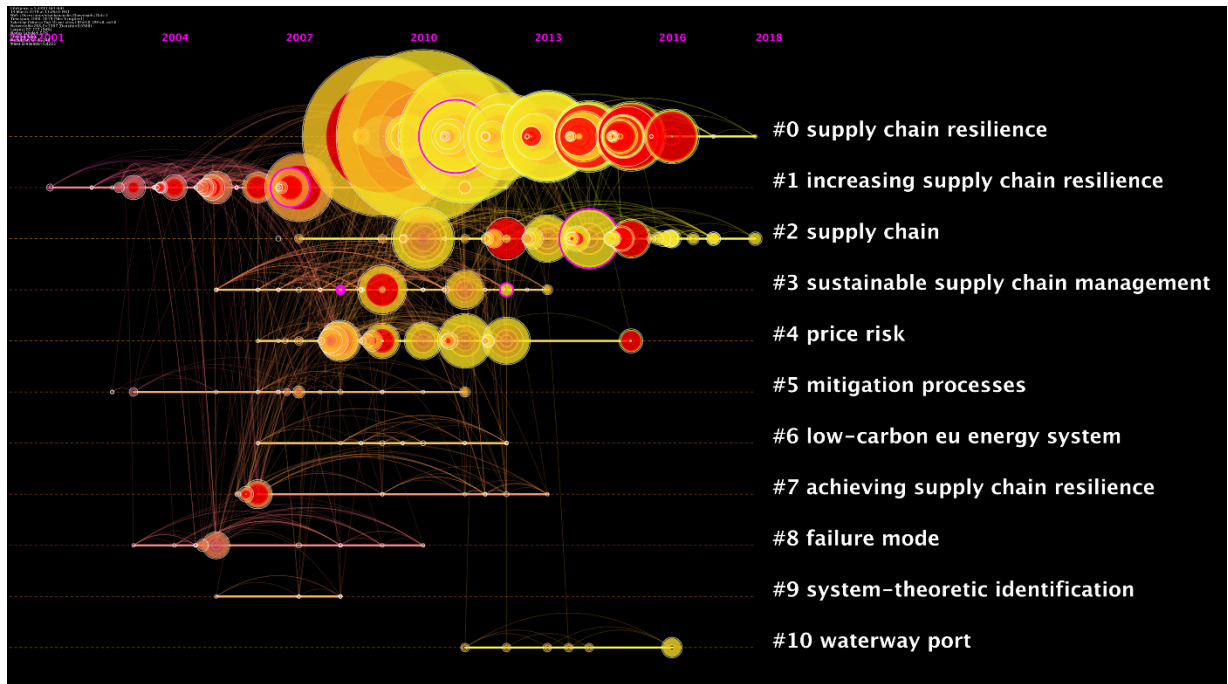 2001 2004 2007 2010 2013 2016 2018
#0 supply chain resilience
#1 increasing supply chain resilience
#2 supply chain
#3 sustainable supply chain management
#4 price risk
#5 mitigation processes
#6 low-carbon eu energy system
#7 achieving supply chain resilience
#8 failure mode
#9 system-theoretic identification
#10 waterway port